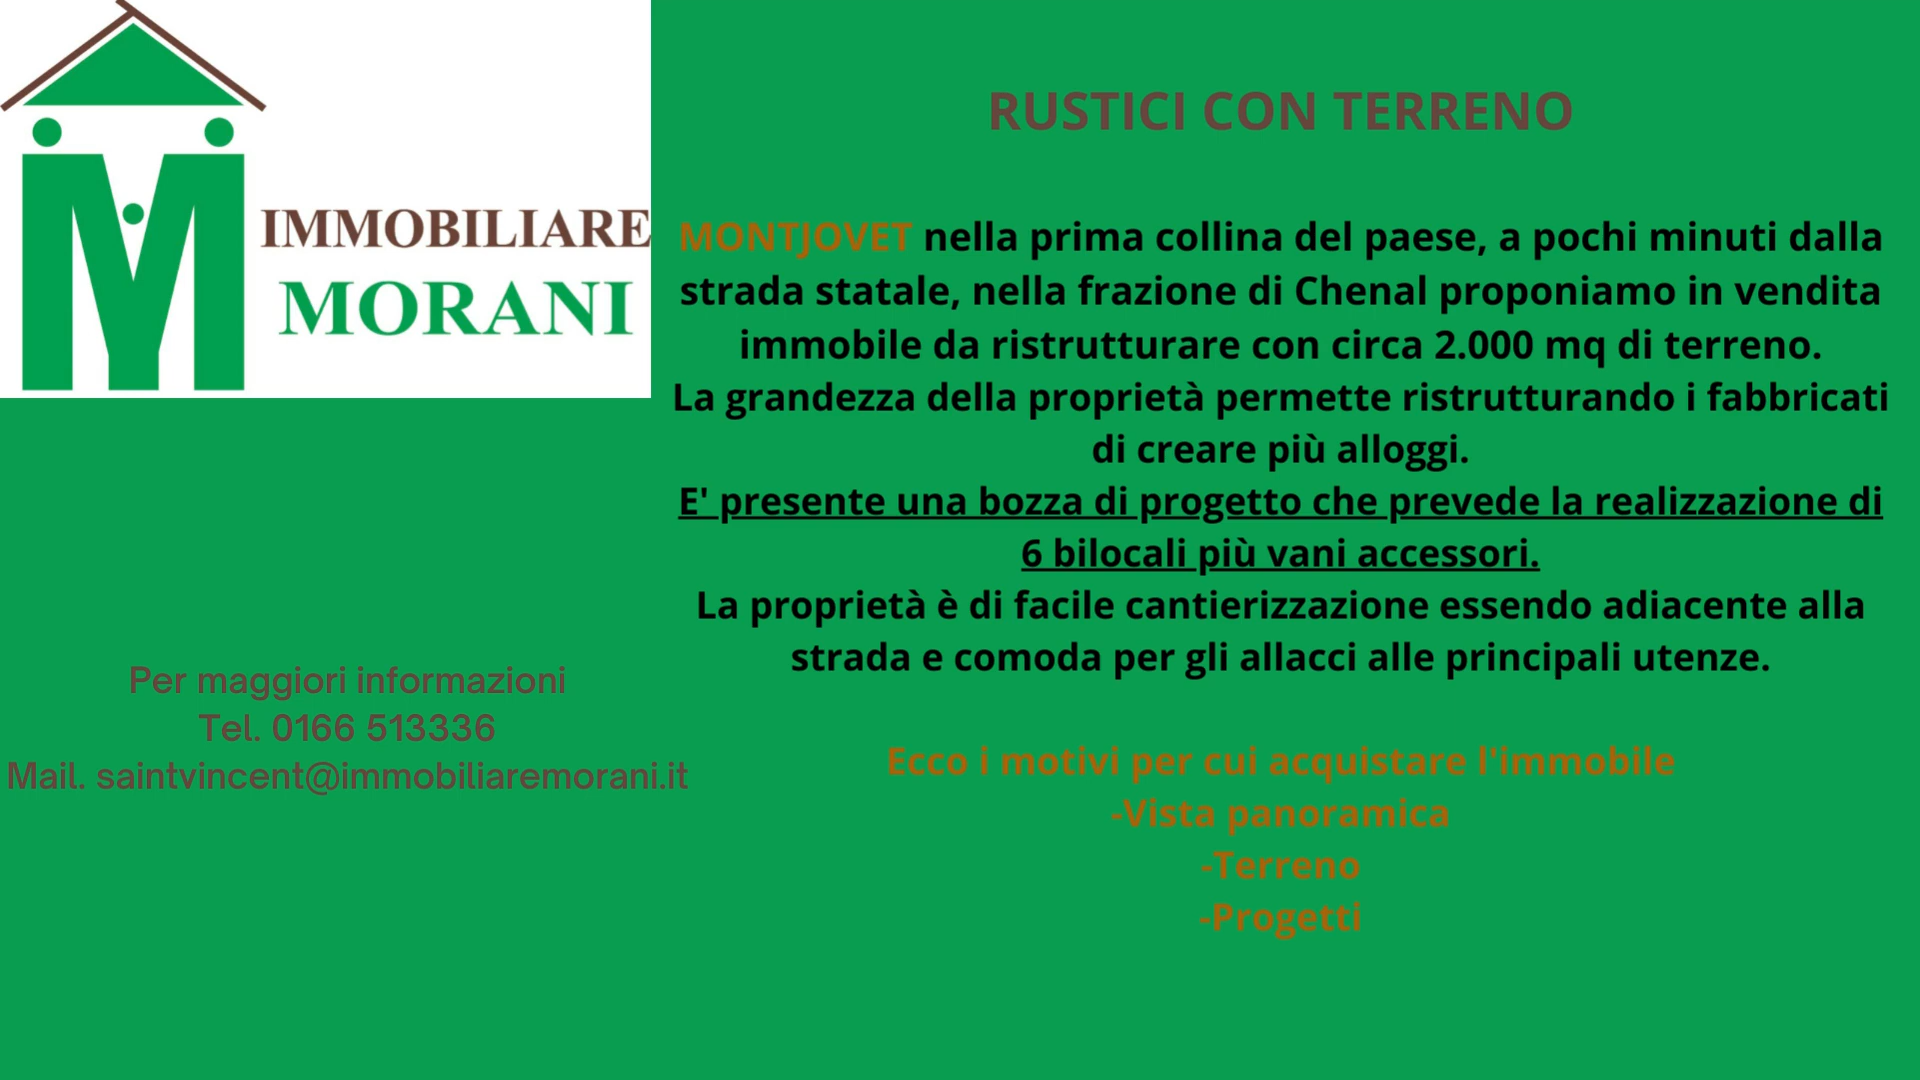 IMMOBILIARE
MORANI
RUSTICI CON TERRENO
MONTJOVET nella prima collina del paese, a pochi minuti dalla
strada statale, nella frazione di Chenal proponiamo in vendita
immobile da ristrutturare con circa 2.000 mq di terreno.
La grandezza della proprietà permette ristrutturando i fabbricati
di creare più alloggi.
E' presente una bozza di progetto che prevede la realizzazione di
6 bilocali più vani accessori.
La proprietà è di facile cantierizzazione essendo adiacente alla
strada e comoda per gli allacci alle principali utenze.
Ecco i motivi per cui acquistare l'immobile
-Vista panoramica
-Terreno
-Progetti
Per maggiori informazioni
Tel. 0166 513336
Mail. saintvincent@immobiliaremorani.it